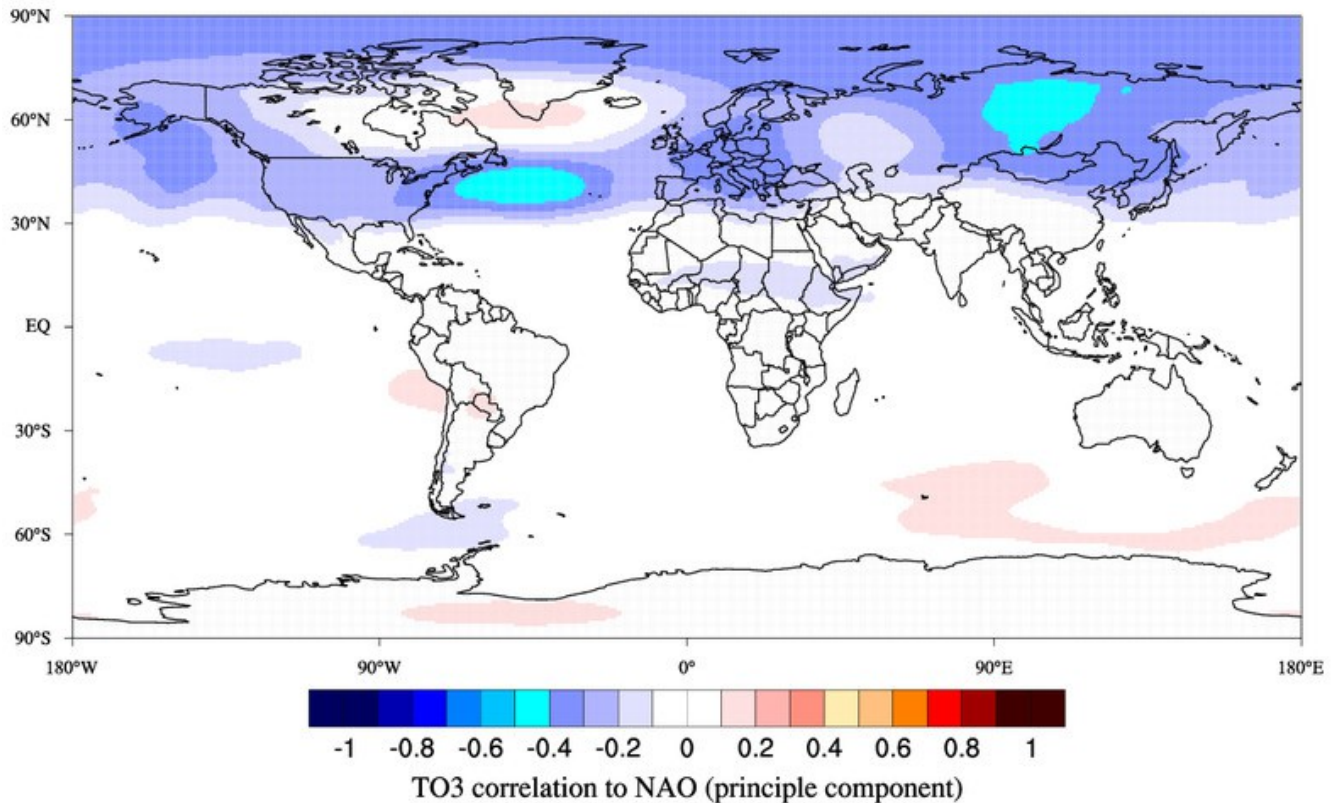 90°N
60°N
30°N
EQ
30°S
60°S
90°S
180°W 90°W 0° 90°E 180°E
-1 -0.8 -0.6 -0.4 -0.2 0 0.2 0.4 0.6 0.8 1
TO3 correlation to NAO (principle component)